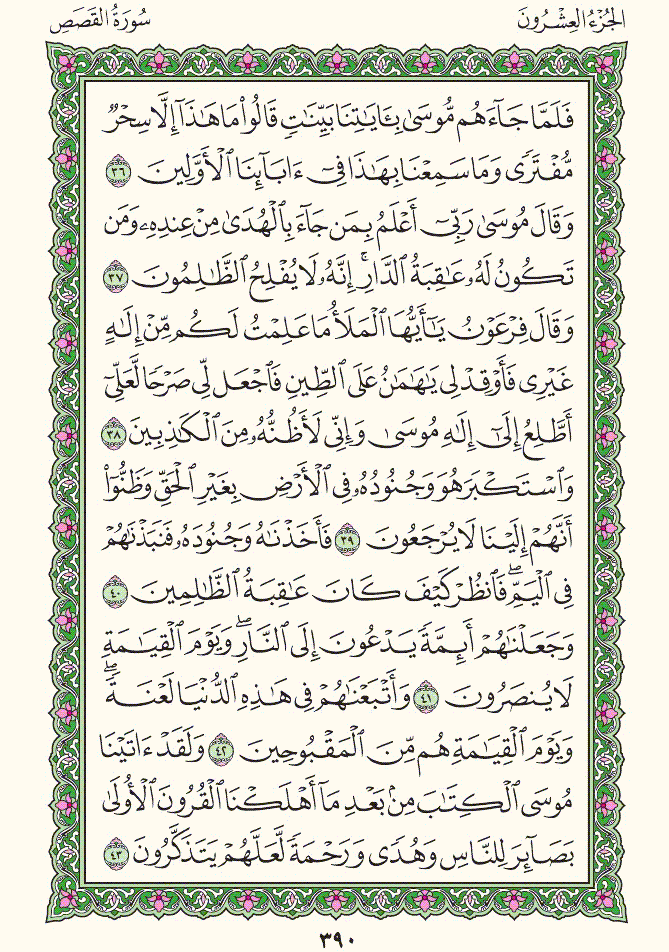 الجُزْءُ العِشْرُونَ
سُورَةُ القَصَصِ
فَلَمَّا جَآءَهُم مُّوسَىٰ بِـَٔايَٰتِنَا بَيِّنَٰتٖ قَالُواْ مَا هَٰذَآ إِلَّا سِحۡرٞ
مُّفۡتَرٗى وَمَا سَمِعۡنَا بِهَٰذَا فِيٓ ءَابَآئِنَا ٱلۡأَوَّلِينَ ٣٦
وَقَالَ مُوسَىٰ رَبِّيٓ أَعۡلَمُ بِمَن جَآءَ بِٱلۡهُدَىٰ مِنۡ عِندِهِۦ وَمَن
تَكُونُ لَهُۥ عَٰقِبَةُ ٱلدَّارِۚ إِنَّهُۥ لَا يُفۡلِحُ ٱلظَّٰلِمُونَ ٣٧
وَقَالَ فِرۡعَوۡنُ يَٰٓأَيُّهَا ٱلۡمَلَأُ مَا عَلِمۡتُ لَكُم مِّنۡ إِلَٰهٍ
غَيۡرِي فَأَوۡقِدۡ لِي يَٰهَٰمَٰنُ عَلَى ٱلطِّينِ فَٱجۡعَل لِّي صَرۡحٗا لَّعَلِّيٓ
أَطَّلِعُ إِلَىٰٓ إِلَٰهِ مُوسَىٰ وَإِنِّي لَأَظُنُّهُۥ مِنَ ٱلۡكَٰذِبِينَ ٣٨
وَٱسۡتَكۡبَرَ هُوَ وَجُنُودُهُۥ فِي ٱلۡأَرۡضِ بِغَيۡرِ ٱلۡحَقِّ وَظَنُّوٓاْ
أَنَّهُمۡ إِلَيۡنَا لَا يُرۡجَعُونَ ٣٩ فَأَخَذۡنَٰهُ وَجُنُودَهُۥ فَنَبَذۡنَٰهُمۡ
فِي ٱلۡيَمِّۖ فَٱنظُرۡ كَيۡفَ كَانَ عَٰقِبَةُ ٱلظَّٰلِمِينَ ٤٠
وَجَعَلۡنَٰهُمۡ أَئِمَّةٗ يَدۡعُونَ إِلَى ٱلنَّارِۖ وَيَوۡمَ ٱلۡقِيَٰمَةِ
لَا يُنصَرُونَ ٤١ وَأَتۡبَعۡنَٰهُمۡ فِي هَٰذِهِ ٱلدُّنۡيَا لَعۡنَةٗۖ
وَيَوۡمَ ٱلۡقِيَٰمَةِ هُم مِّنَ ٱلۡمَقۡبُوحِينَ ٤٢ وَلَقَدۡ ءَاتَيۡنَا
مُوسَى ٱلۡكِتَٰبَ مِنۢ بَعۡدِ مَآ أَهۡلَكۡنَا ٱلۡقُرُونَ ٱلۡأُولَىٰ
بَصَآئِرَ لِلنَّاسِ وَهُدٗى وَرَحۡمَةٗ لَّعَلَّهُمۡ يَتَذَكَّرُونَ ٤٣
٣٩٠